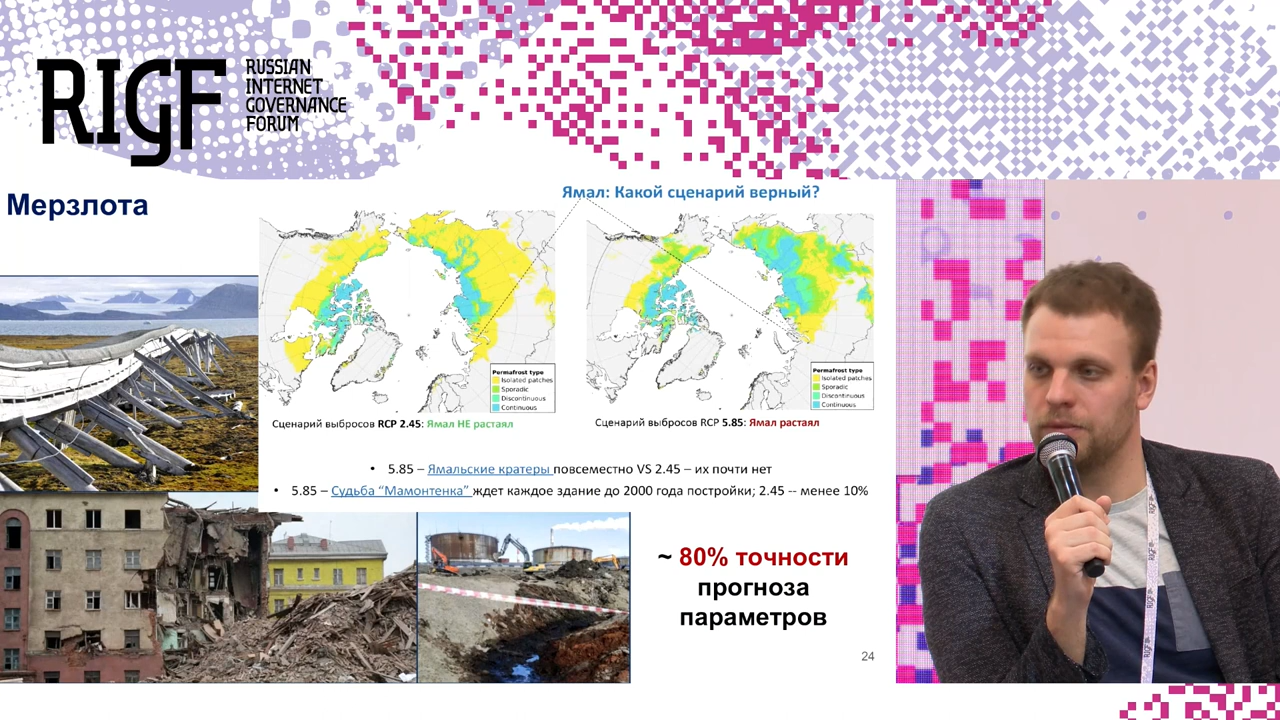 RIGF
RUSSIAN
INTERNET
GOVERNANCE
FORUM
Мерзлота
Ямал: Какой сценарий верный?
Permafrost type
Isolated patches
Sporadic
Discontinuous
Continuous
Permafrost type
Isolated patches
Sporadic
Discontinuous
Continuous
Сценарий выбросов RCP 2.45: Ямал НЕ растаял
Сценарий выбросов RCP 5.85: Ямал растаял
• 5.85 – Ямальские кратеры повсеместно VS 2.45 – их почти нет
• 5.85 – Судьба “Мамонтенка” ждет каждое здание до 2000 года постройки; 2.45 -- менее 10%
~ 80% точности
прогноза
параметров
24
RIGF
RIGF